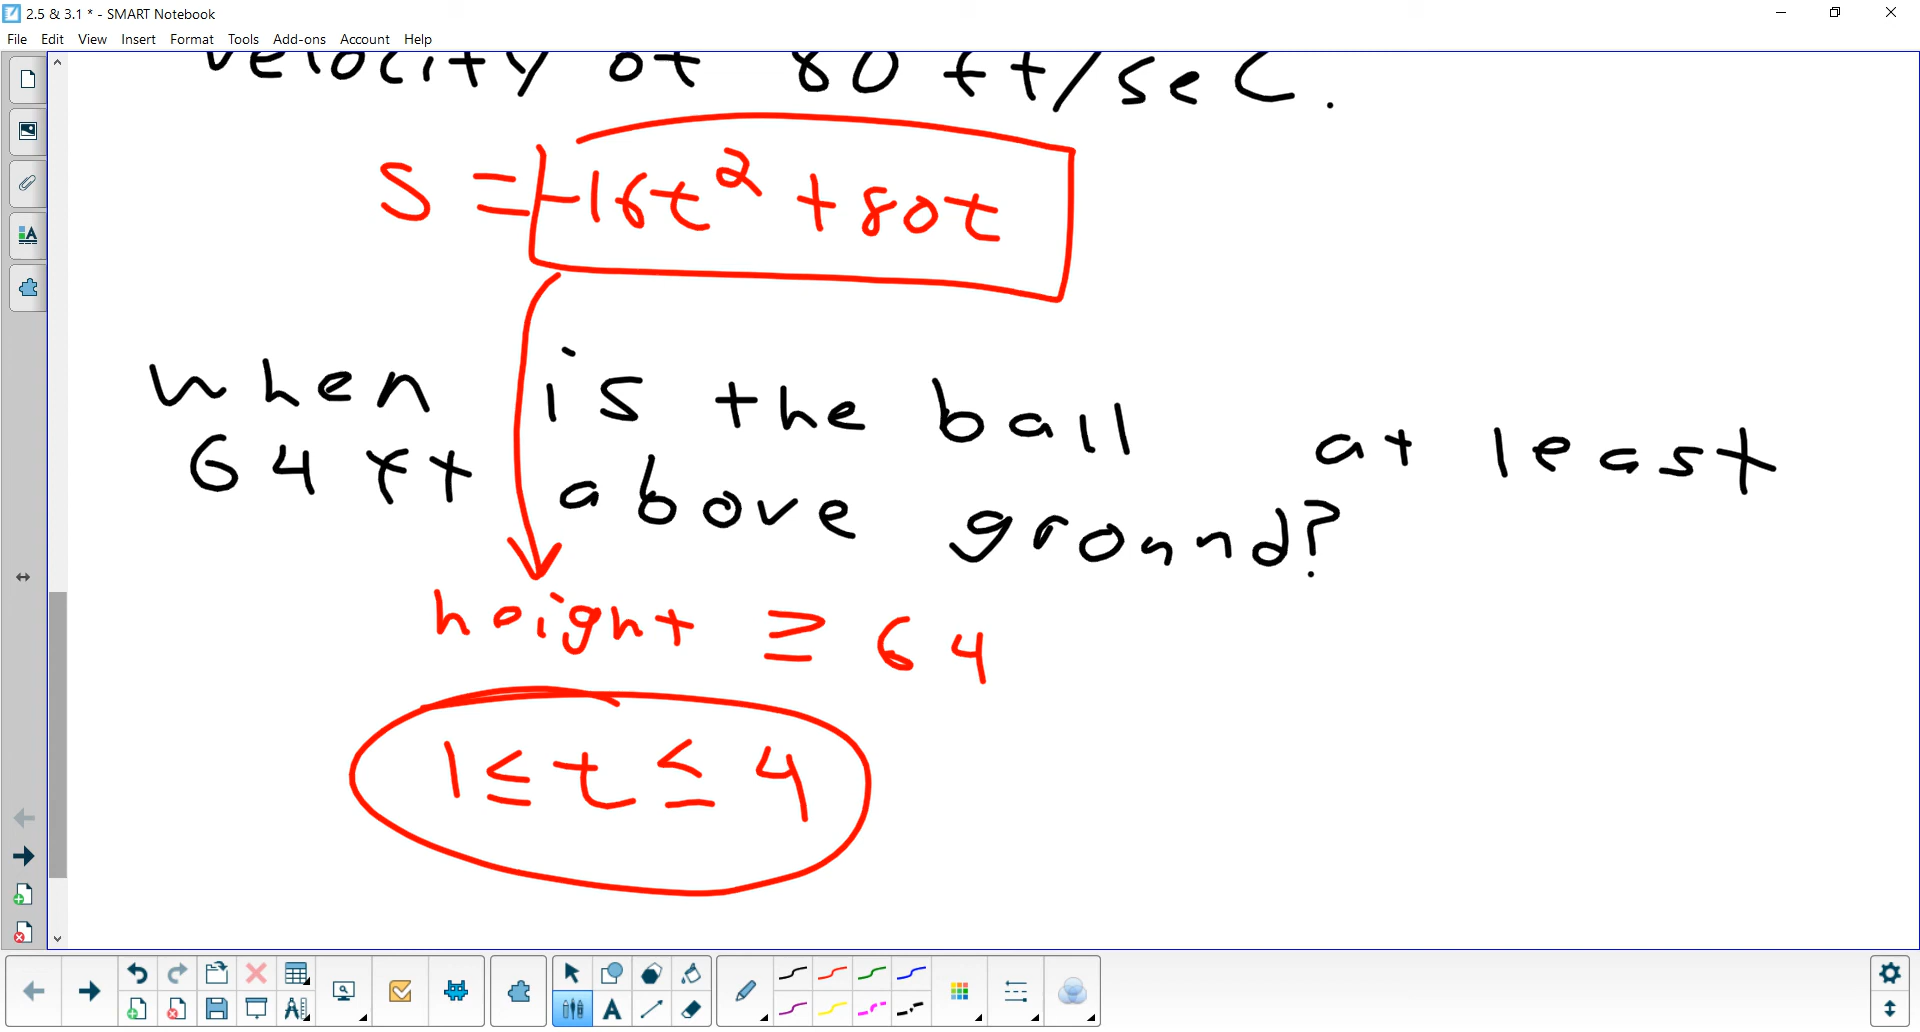 2.5 & 3.1 * - SMART Notebook
File Edit View Insert Format Tools Add-ons Account Help
velocity of 80 ft/sec.
S = -16t² + 80t
when is the ball at least
64 ft above ground?
height ≥ 64
1 ≤ t ≤ 4